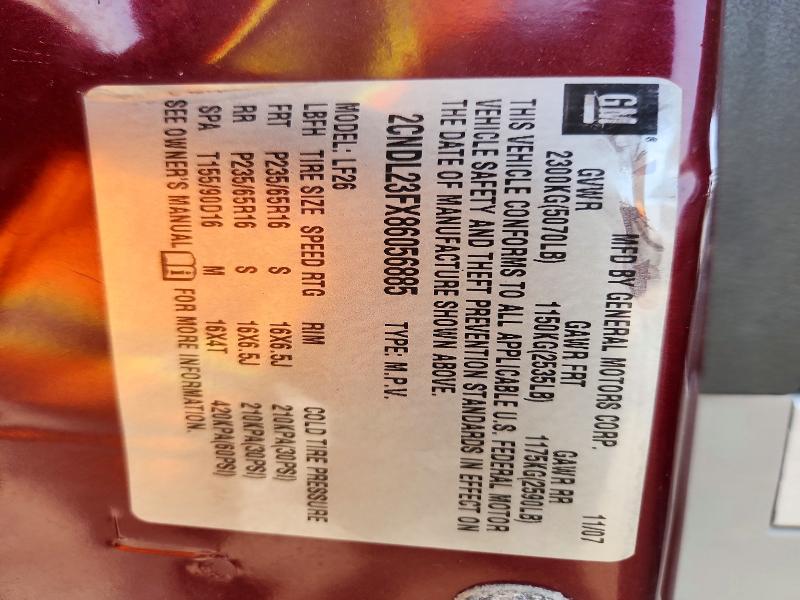 GM®
MFD BY GENERAL MOTORS CORP. 11/07
GVWR GAWR FRT GAWR RR
2300KG(5070LB) 1150KG(2535LB) 1175KG(2590LB)
THIS VEHICLE CONFORMS TO ALL APPLICABLE U.S. FEDERAL MOTOR
VEHICLE SAFETY AND THEFT PREVENTION STANDARDS IN EFFECT ON
THE DATE OF MANUFACTURE SHOWN ABOVE.
2CNDL23FX86056885 TYPE: M.P.V.
MODEL: LF26
LBFH TIRE SIZE SPEED RTG RIM COLD TIRE PRESSURE
FRT P235/65R16 S 16X6.5J 210KPA(30PSI)
RR P235/65R16 S 16X6.5J 210KPA(30PSI)
SPA T155/90D16 M 16X4T 420KPA(60PSI)
SEE OWNER'S MANUAL i FOR MORE INFORMATION.